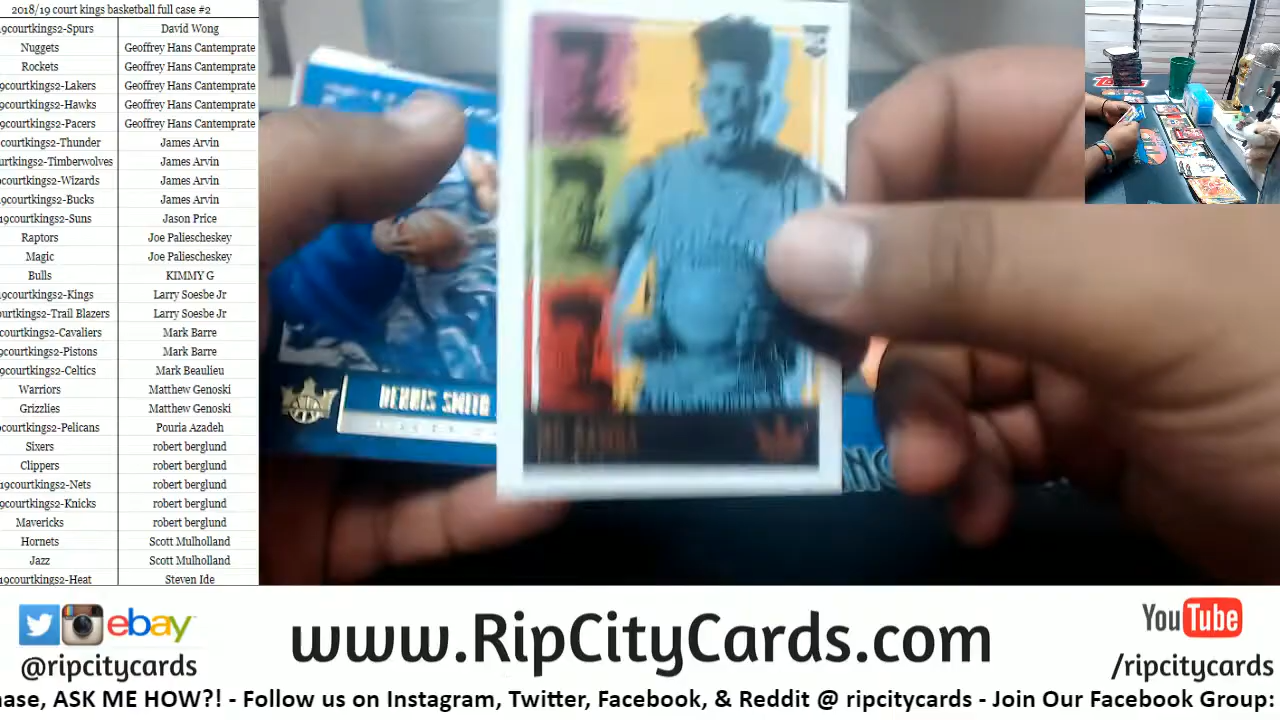 2018/19 court kings basketball full case #2
9courtkings2-Spurs David Wong
Nuggets Geoffrey Hans Cantemprate
Rockets Geoffrey Hans Cantemprate
9courtkings2-Lakers Geoffrey Hans Cantemprate
9courtkings2-Hawks Geoffrey Hans Cantemprate
9courtkings2-Pacers Geoffrey Hans Cantemprate
courtkings2-Thunder James Arvin
urtkings2-Timberwolves James Arvin
courtkings2-Wizards James Arvin
9courtkings2-Bucks James Arvin
19courtkings2-Suns Jason Price
Raptors Joe Paliescheskey
Magic Joe Paliescheskey
Bulls KIMMY G
19courtkings2-Kings Larry Soesbe Jr
ourtkings2-Trail Blazers Larry Soesbe Jr
courtkings2-Cavaliers Mark Barre
courtkings2-Pistons Mark Barre
9courtkings2-Celtics Mark Beaulieu
Warriors Matthew Genoski
Grizzlies Matthew Genoski
courtkings2-Pelicans Pouria Azadeh
Sixers robert berglund
Clippers robert berglund
19courtkings2-Nets robert berglund
9courtkings2-Knicks robert berglund
Mavericks robert berglund
Hornets Scott Mulholland
Jazz Scott Mulholland
19courtkings2-Heat Steven Ide
DENNIS SMITH
ebay
@ripcitycards
www.RipCityCards.com
YouTube
/ripcitycards
hase, ASK ME HOW?! - Follow us on Instagram, Twitter, Facebook, & Reddit @ ripcitycards - Join Our Facebook Group: